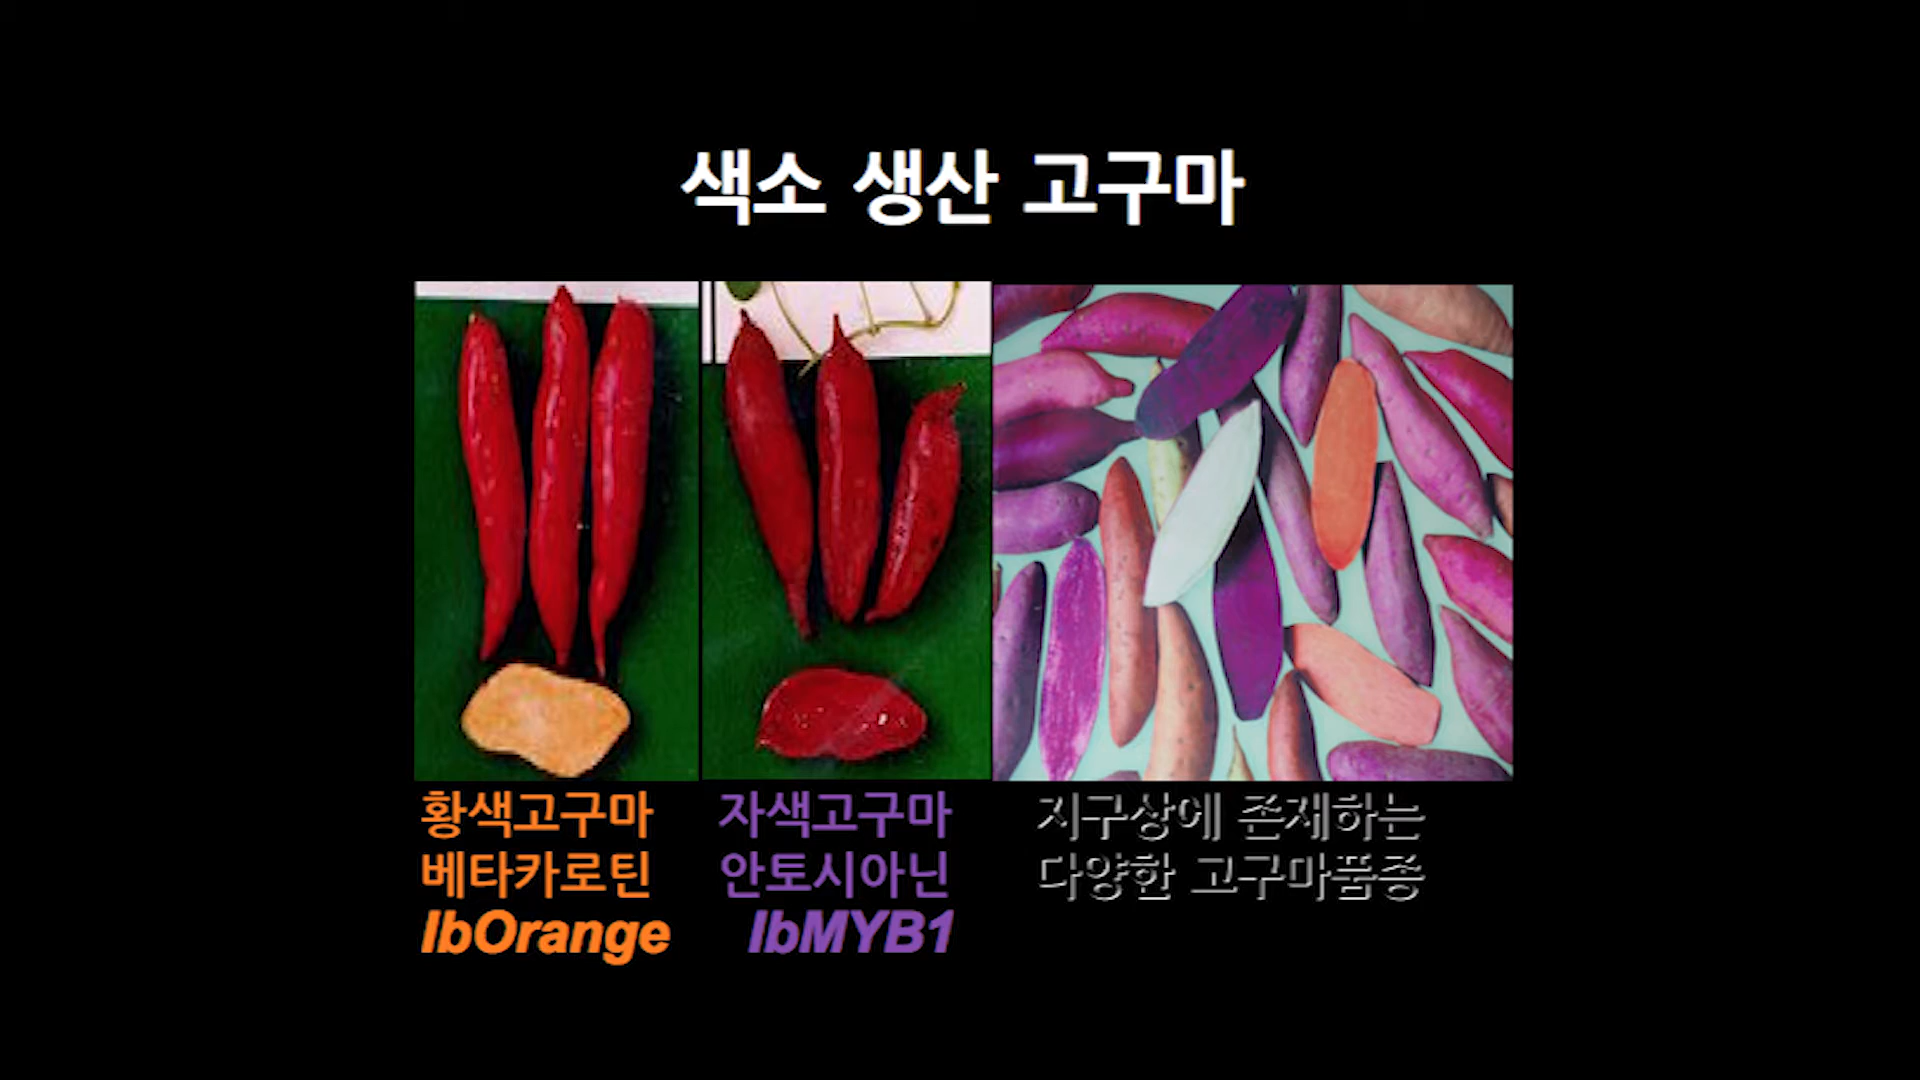 색소 생산 고구마
황색고구마
베타카로틴
IbOrange
자색고구마
안토시아닌
IbMYB1
지구상에 존재하는
다양한 고구마품종